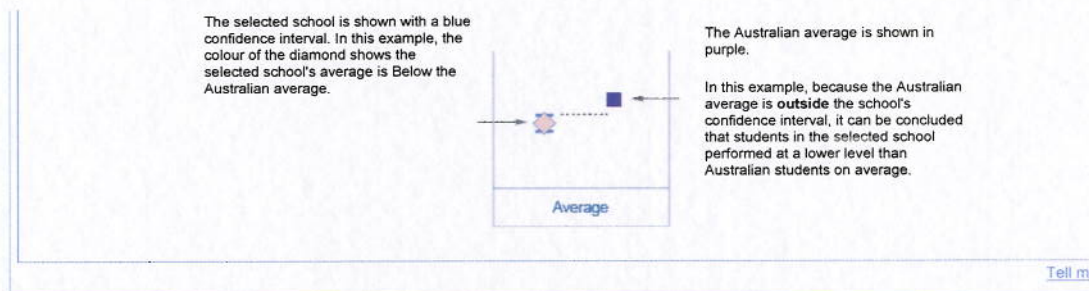 The selected school is shown with a blue
confidence interval. In this example, the
colour of the diamond shows the
selected school's average is Below the
Australian average.
The Australian average is shown in
purple.
In this example, because the Australian
average is outside the school's
confidence interval, it can be concluded
that students in the selected school
performed at a lower level than
Australian students on average.
Average
Tell m